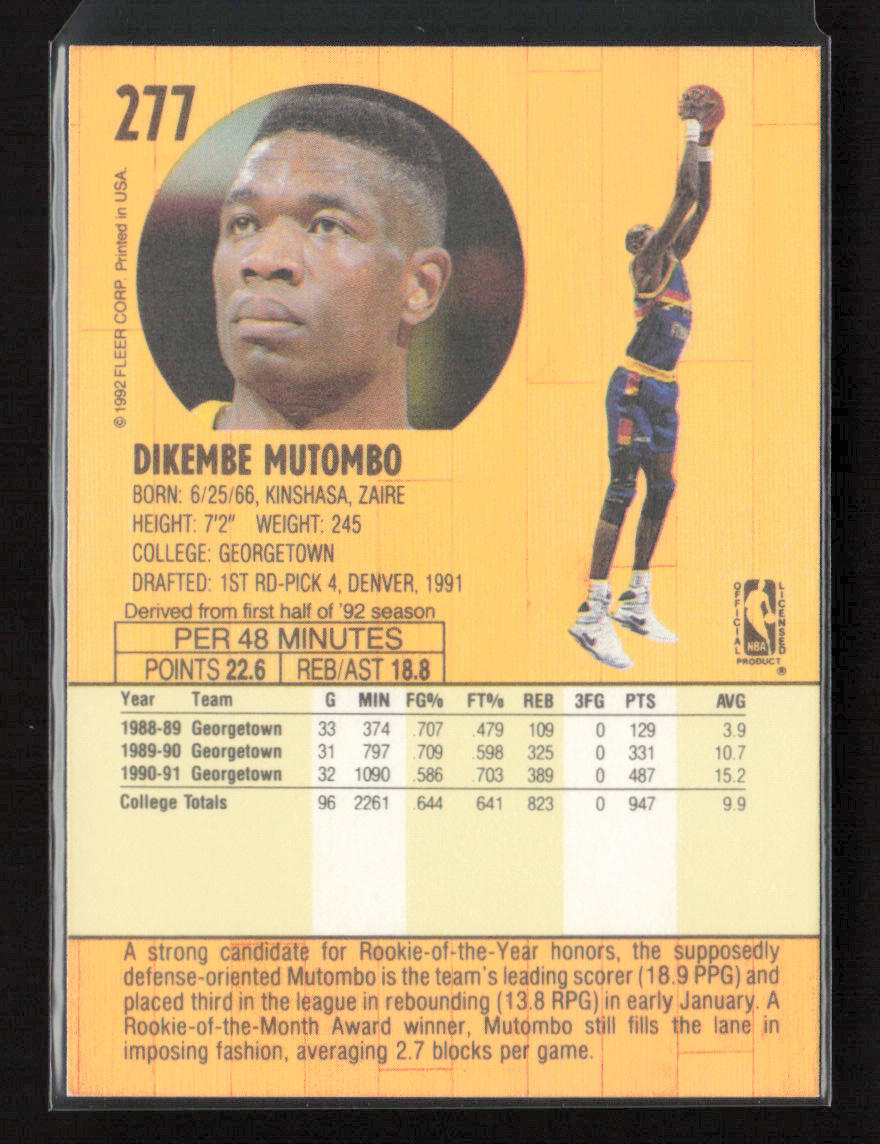 277
© 1992 FLEER CORP. Printed in USA.
DIKEMBE MUTOMBO
BORN: 6/25/66, KINSHASA, ZAIRE
HEIGHT: 7'2" WEIGHT: 245
COLLEGE: GEORGETOWN
DRAFTED: 1ST RD-PICK 4, DENVER, 1991
Derived from first half of '92 season
PER 48 MINUTES
POINTS 22.6 REB/AST 18.8
OFFICIAL LICENSED
NBA
PRODUCT ®
Year Team G MIN FG% FT% REB 3FG PTS AVG
1988-89 Georgetown 33 374 .707 .479 109 0 129 3.9
1989-90 Georgetown 31 797 .709 .598 325 0 331 10.7
1990-91 Georgetown 32 1090 .586 .703 389 0 487 15.2
College Totals 96 2261 .644 641 823 0 947 9.9
A strong candidate for Rookie-of-the-Year honors, the supposedly
defense-oriented Mutombo is the team's leading scorer (18.9 PPG) and
placed third in the league in rebounding (13.8 RPG) in early January. A
Rookie-of-the-Month Award winner, Mutombo still fills the lane in
imposing fashion, averaging 2.7 blocks per game.